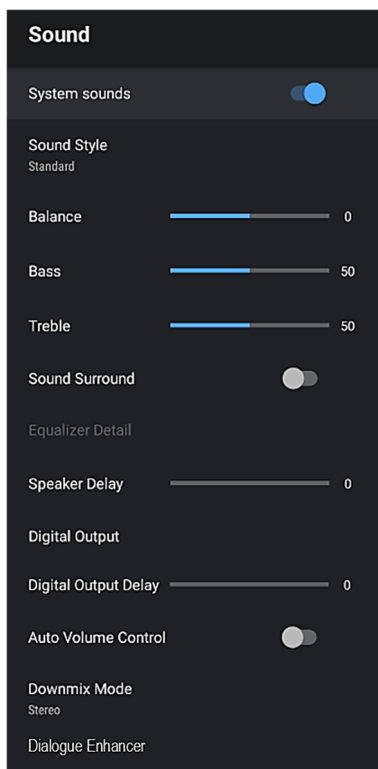 Sound
System sounds
Sound Style
Standard
Balance 0
Bass 50
Treble 50
Sound Surround
Equalizer Detail
Speaker Delay 0
Digital Output
Digital Output Delay 0
Auto Volume Control
Downmix Mode
Stereo
Dialogue Enhancer